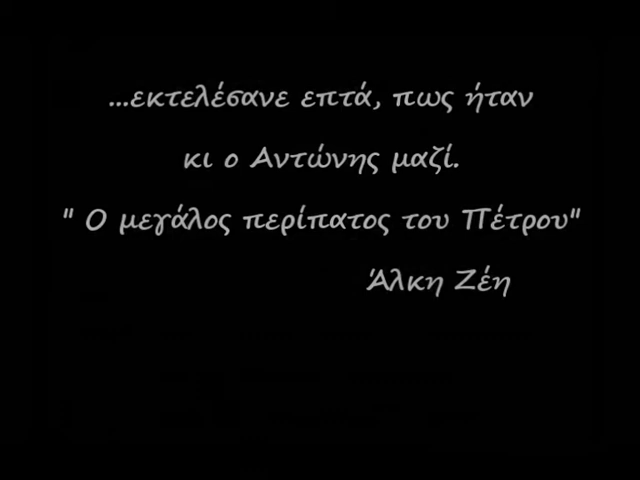 ...εκτελέσανε επτά, πως ήταν
κι ο Αντώνης μαζί.
" Ο μεγάλος περίπατος του Πέτρου"
Άλκη Ζέη